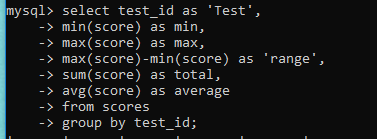 mysql> select test_id as 'Test',
    -> min(score) as min,
    -> max(score) as max,
    -> max(score)-min(score) as 'range',
    -> sum(score) as total,
    -> avg(score) as average
    -> from scores
    -> group by test_id;